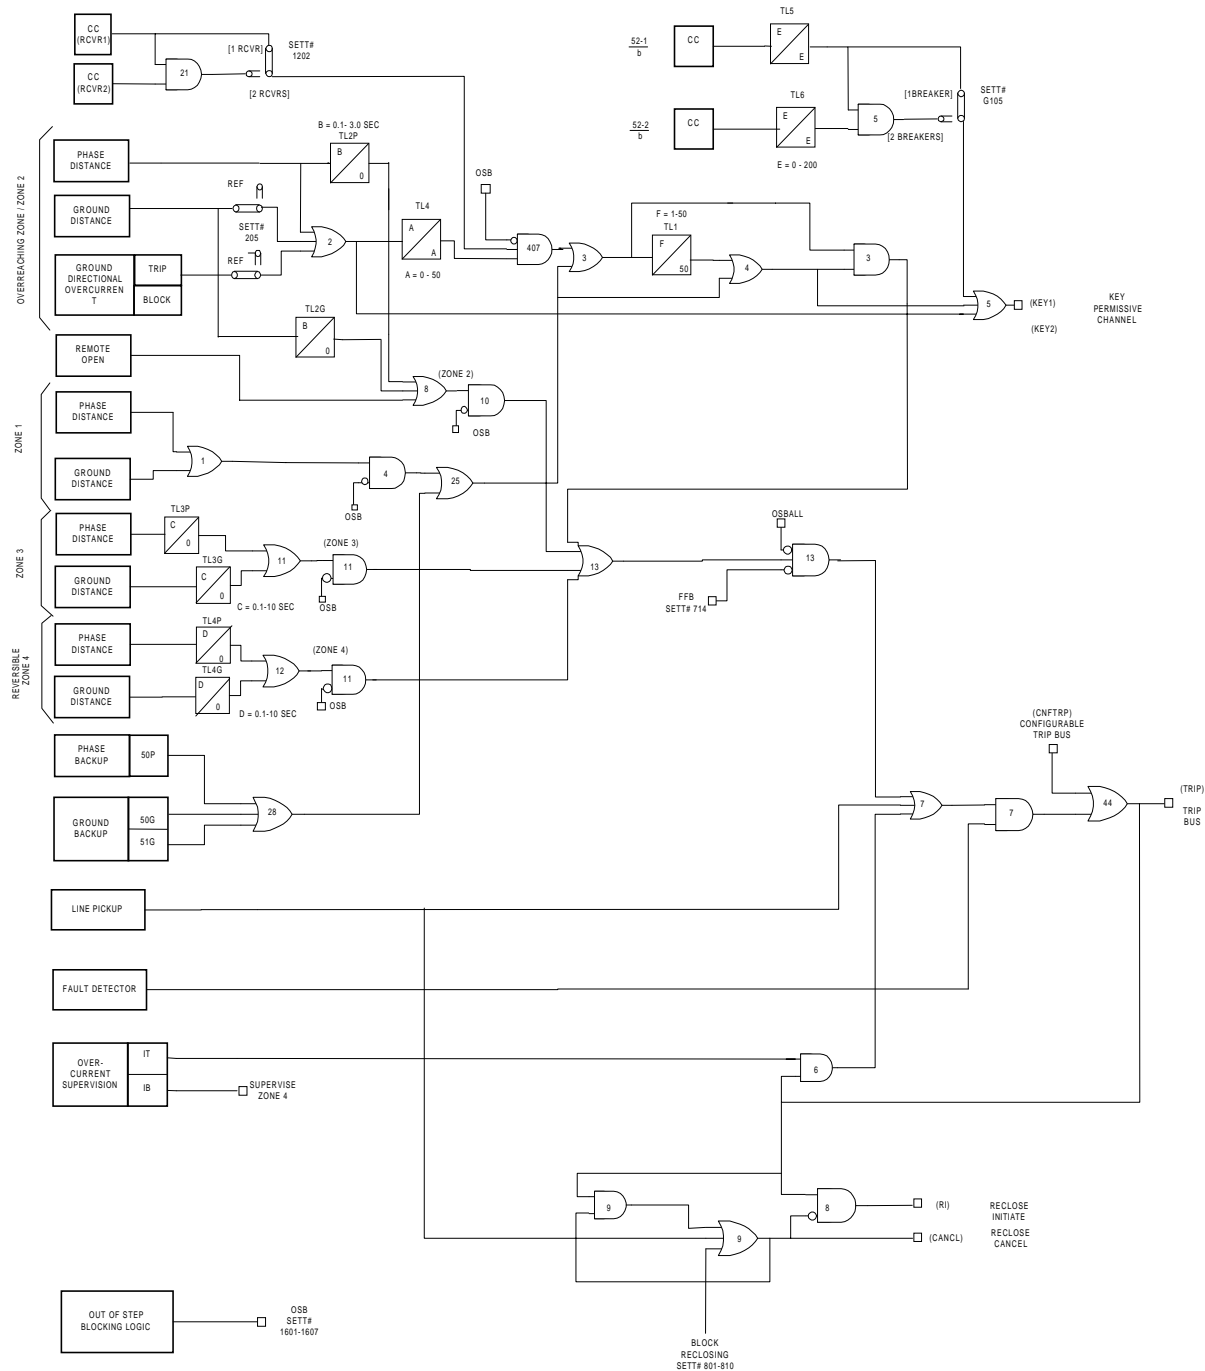 CC
(RCVR1)
CC
(RCVR2)
21
[1 RCVR]
SETT#
1202
[2 RCVRS]
52-1
b
CC
TL5
E
E
52-2
b
CC
TL6
E
E
E = 0 - 200
[1BREAKER]
SETT#
G105
5
[2 BREAKERS]
OVERREACHING ZONE / ZONE 2
PHASE
DISTANCE
B = 0.1- 3.0 SEC
TL2P
B
0
GROUND
DISTANCE
REF
SETT#
205
REF
GROUND
DIRECTIONAL
OVERCURREN
T
TRIP
BLOCK
2
TL4
A
A
A = 0 - 50
OSB
407
3
F = 1-50
TL1
F
50
4
3
5
(KEY1)
(KEY2)
KEY
PERMISSIVE
CHANNEL
TL2G
B
0
REMOTE
OPEN
8
(ZONE 2)
10
OSB
ZONE 1
PHASE
DISTANCE
GROUND
DISTANCE
1
4
OSB
25
ZONE 3
PHASE
DISTANCE
TL3P
C
0
GROUND
DISTANCE
TL3G
C
0
C = 0.1-10 SEC
11
(ZONE 3)
11
OSB
13
OSBALL
13
FFB
SETT# 714
REVERSIBLE
ZONE 4
PHASE
DISTANCE
TL4P
D
0
GROUND
DISTANCE
TL4G
D
0
D = 0.1-10 SEC
12
(ZONE 4)
11
OSB
PHASE
BACKUP
50P
GROUND
BACKUP
50G
51G
28
(CNFTRP)
CONFIGURABLE
TRIP BUS
7
7
44
(TRIP)
TRIP
BUS
LINE PICKUP
FAULT DETECTOR
OVER-
CURRENT
SUPERVISION
IT
IB
SUPERVISE
ZONE 4
6
9
9
8
(RI)
RECLOSE
INITIATE
(CANCL)
RECLOSE
CANCEL
OUT OF STEP
BLOCKING LOGIC
OSB
SETT#
1601-1607
BLOCK
RECLOSING
SETT# 801-810